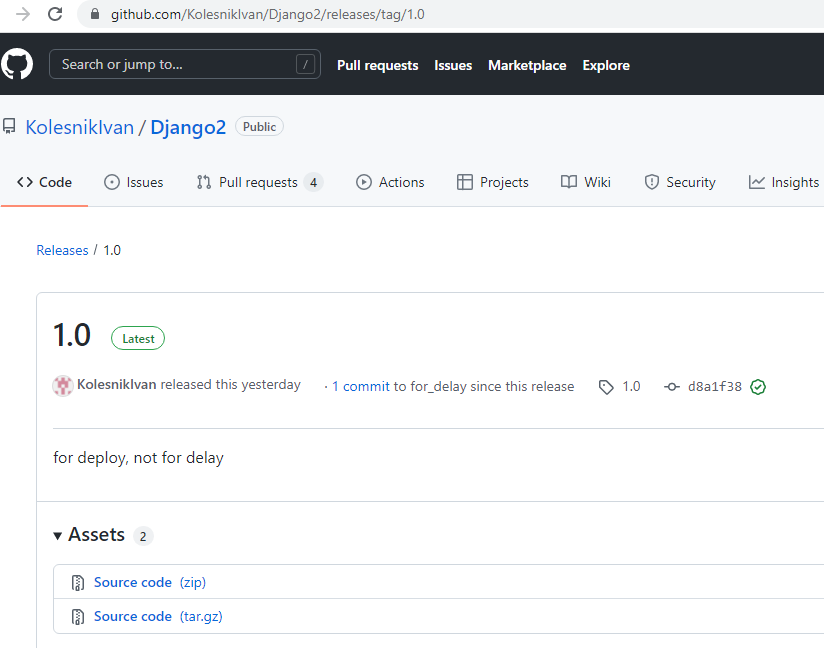 github.com/KolesnikIvan/Django2/releases/tag/1.0
Search or jump to... / Pull requests Issues Marketplace Explore
KolesnikIvan / Django2 Public
Code Issues Pull requests 4 Actions Projects Wiki Security Insights
Releases / 1.0
1.0 Latest
KolesnikIvan released this yesterday · 1 commit to for_delay since this release 1.0 d8a1f38
for deploy, not for delay
Assets 2
Source code (zip)
Source code (tar.gz)